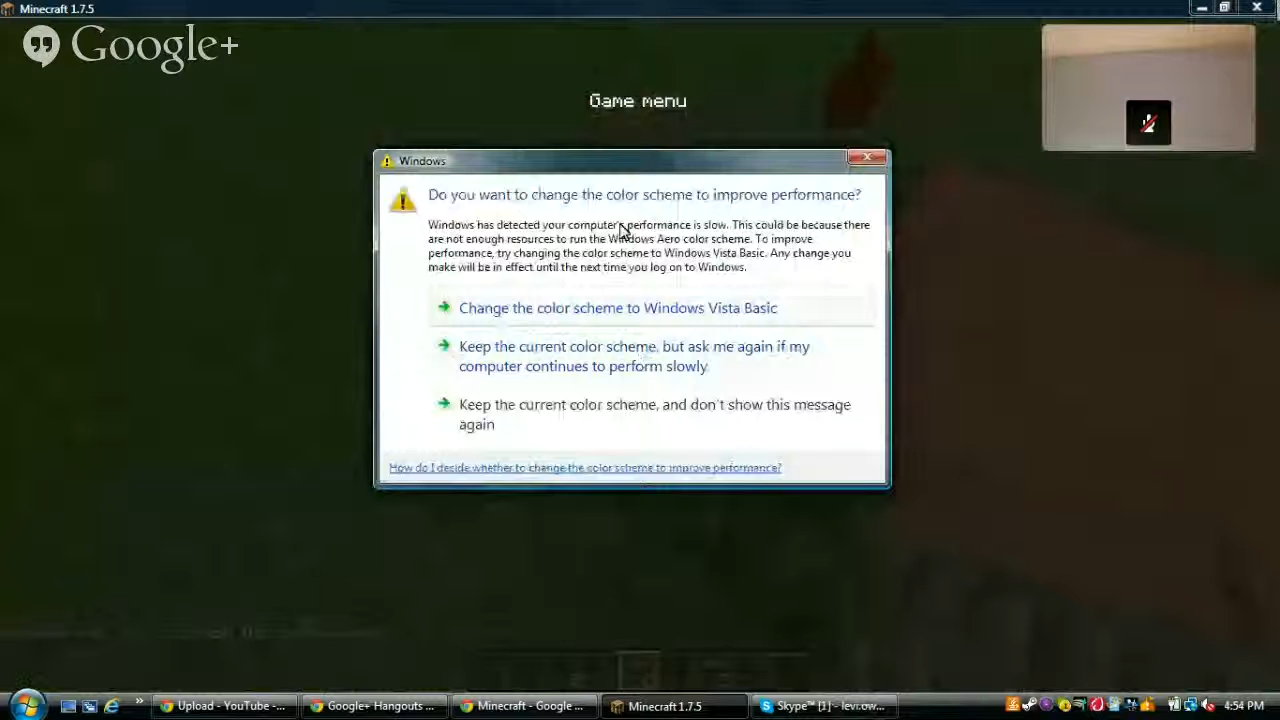 Minecraft 1.7.5
Google+
Game menu
Windows
Do you want to change the color scheme to improve performance?
Windows has detected your computer's performance is slow. This could be because there
are not enough resources to run the Windows Aero color scheme. To improve
performance, try changing the color scheme to Windows Vista Basic. Any change you
make will be in effect until the next time you log on to Windows.
Change the color scheme to Windows Vista Basic
Keep the current color scheme, but ask me again if my
computer continues to perform slowly.
Keep the current color scheme, and don't show this message
again
How do I decide whether to change the color scheme to improve performance?
Upload - YouTube -...
Google+ Hangouts ...
Minecraft - Google ...
Minecraft 1.7.5
Skype™ [1] - levi.ow...
4:54 PM